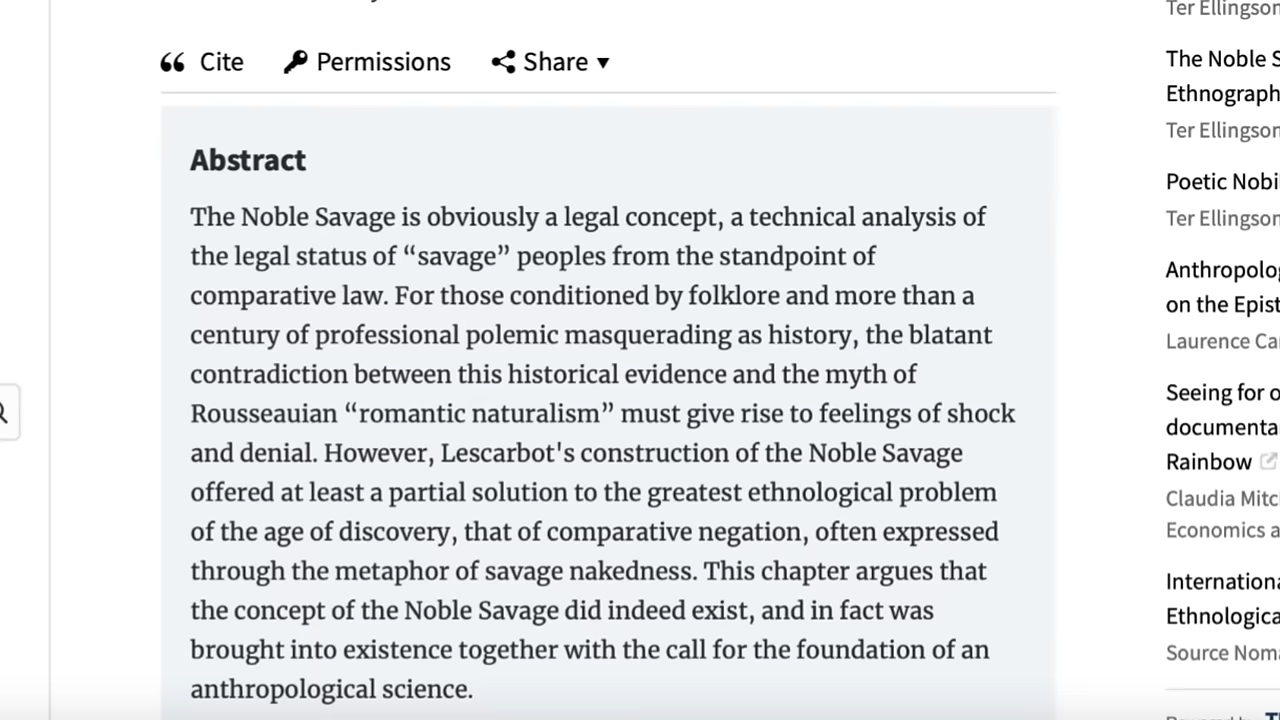 Cite Permissions Share
Abstract
The Noble Savage is obviously a legal concept, a technical analysis of
the legal status of “savage” peoples from the standpoint of
comparative law. For those conditioned by folklore and more than a
century of professional polemic masquerading as history, the blatant
contradiction between this historical evidence and the myth of
Rousseauian “romantic naturalism” must give rise to feelings of shock
and denial. However, Lescarbot's construction of the Noble Savage
offered at least a partial solution to the greatest ethnological problem
of the age of discovery, that of comparative negation, often expressed
through the metaphor of savage nakedness. This chapter argues that
the concept of the Noble Savage did indeed exist, and in fact was
brought into existence together with the call for the foundation of an
anthropological science.
Ter Ellingson
The Noble S
Ethnograph
Ter Ellingson
Poetic Nobi
Ter Ellingson
Anthropolog
on the Epist
Laurence Ca
Seeing for o
documenta
Rainbow
Claudia Mitc
Economics a
Internationa
Ethnologica
Source Noma